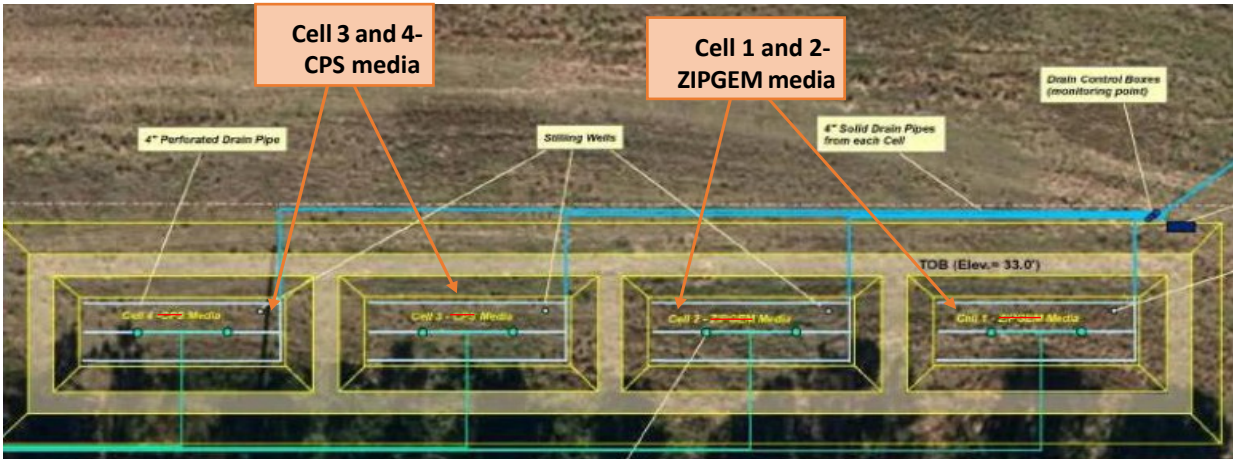 Cell 3 and 4-
CPS media
Cell 1 and 2-
ZIPGEM media
Drain Control Boxes
(monitoring point)
4" Perforated Drain Pipe
Stilling Wells
4" Solid Drain Pipes
from each Cell
TOB (Elev.= 33.0')
Cell 4 - Media
Cell 3 - Media
Cell 2 - ZIPGEM Media
Cell 1 - ZIPGEM Media